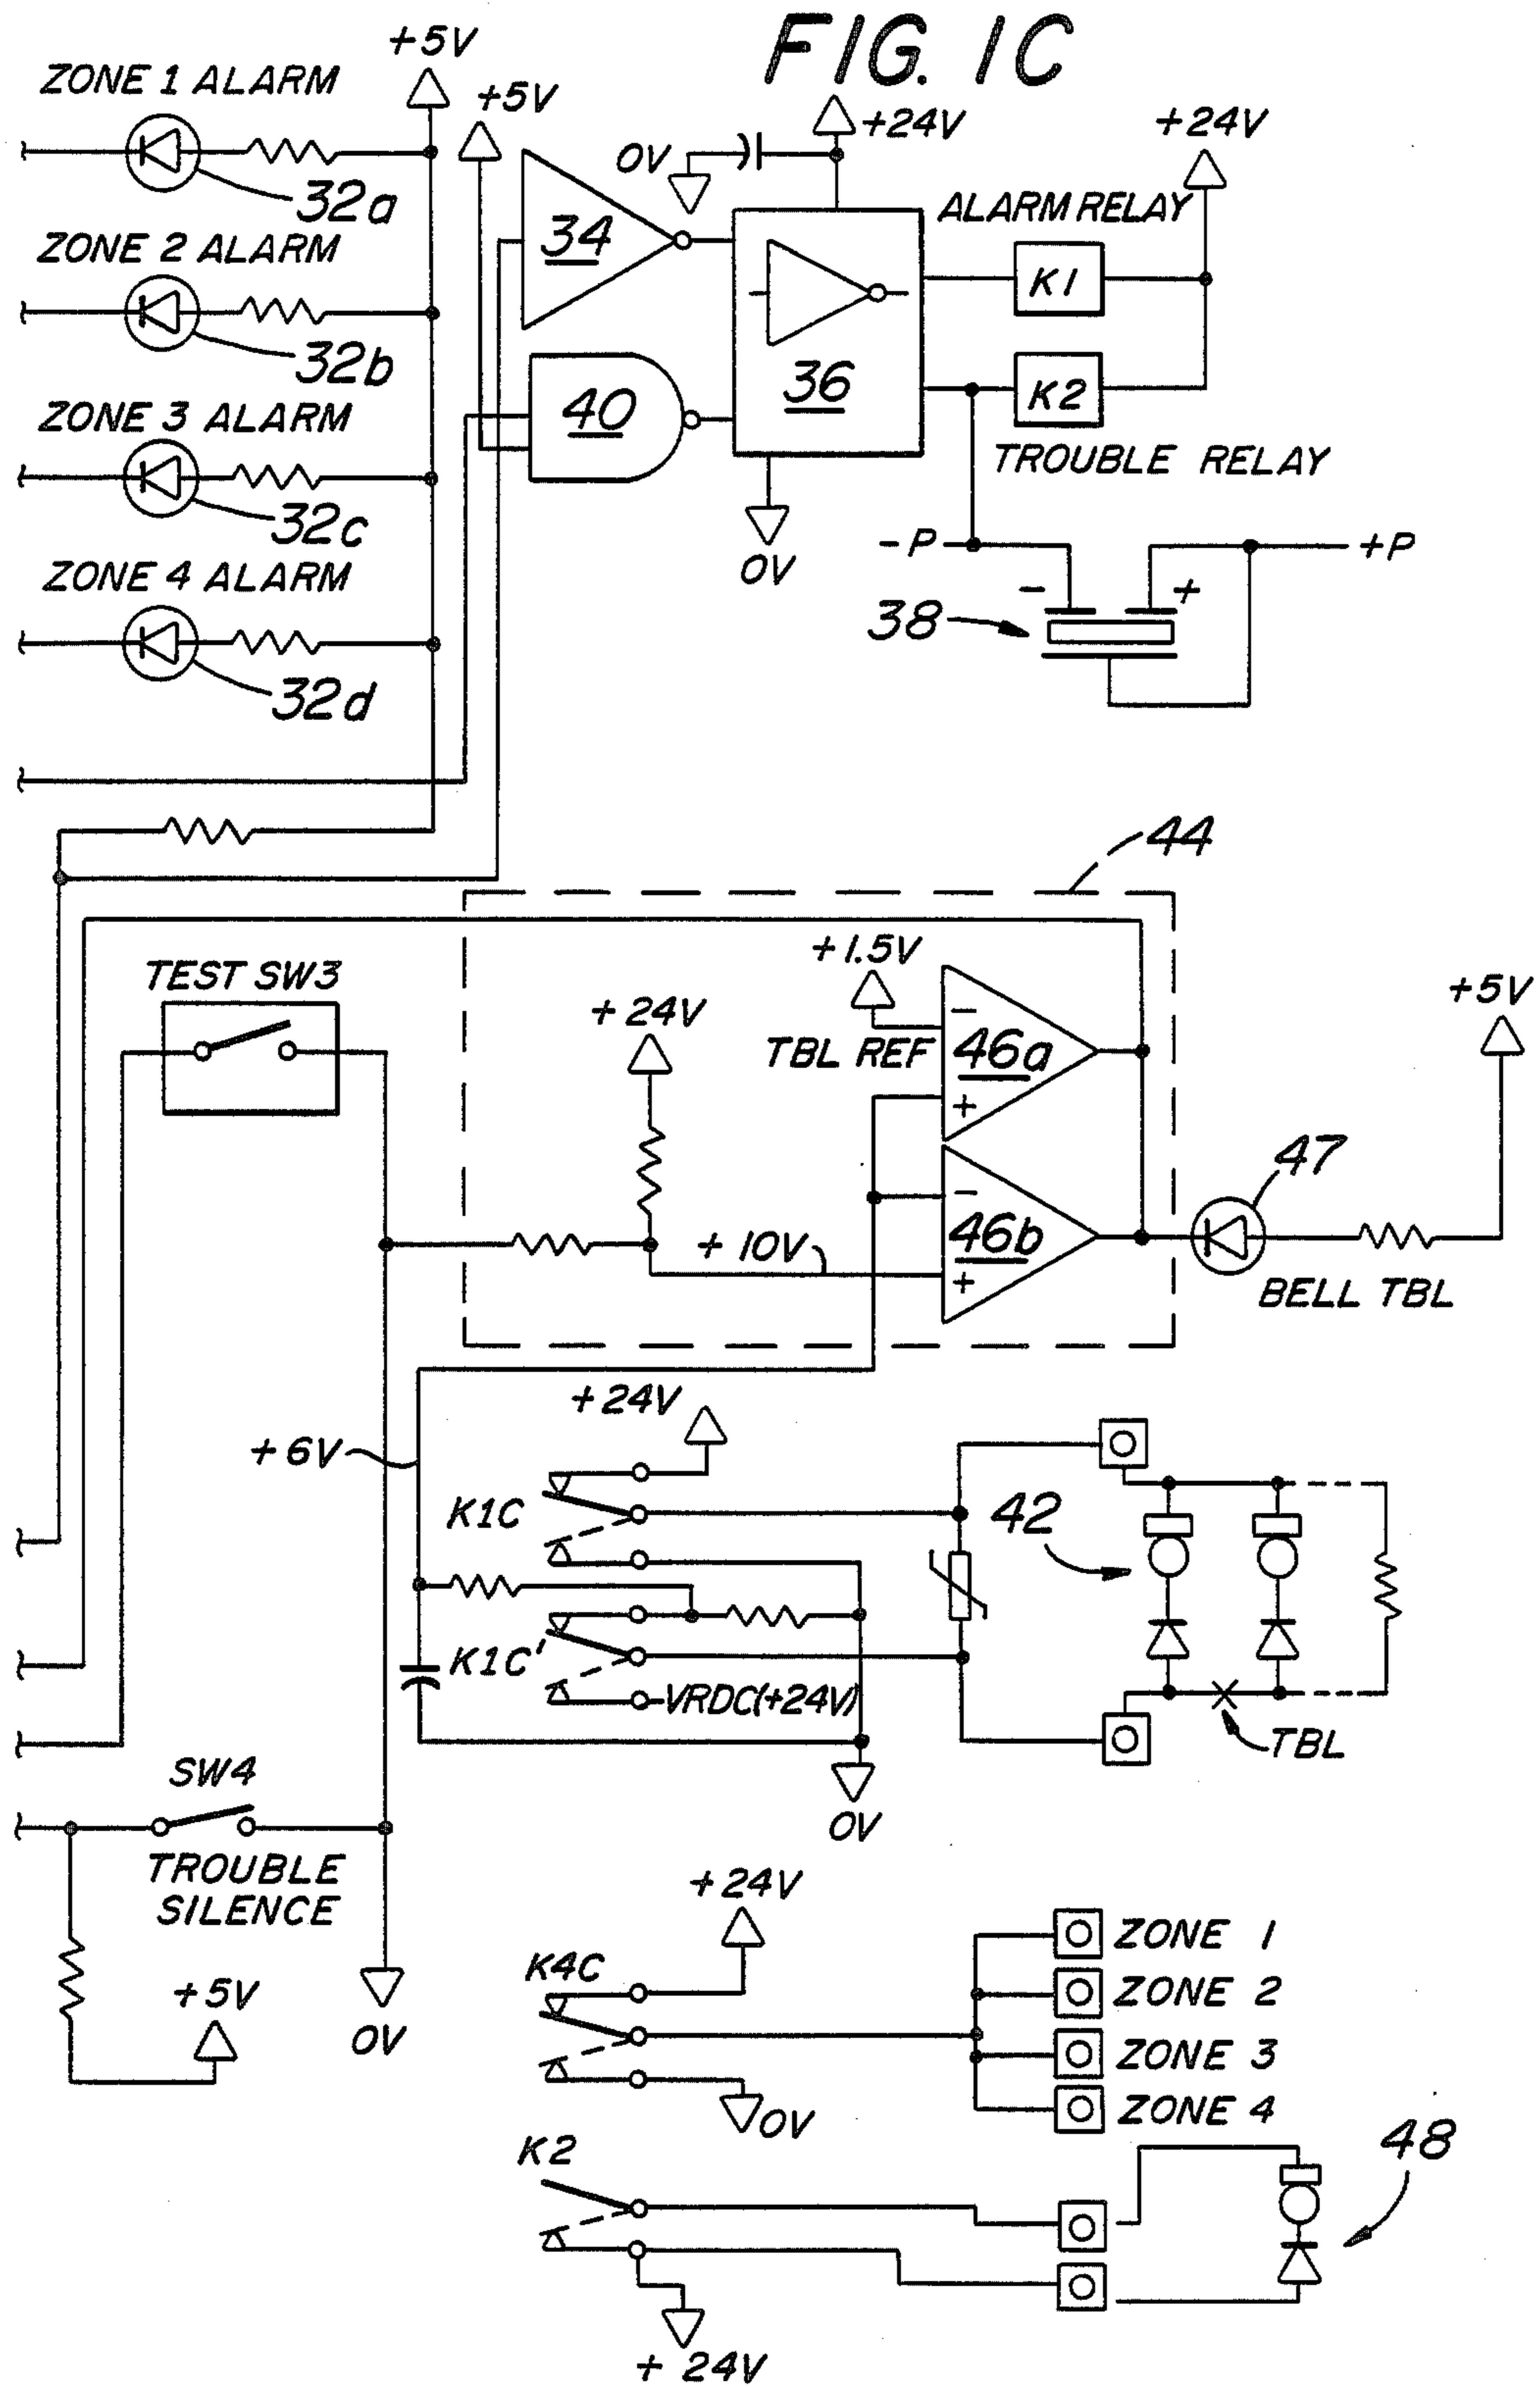 FIG. 1C
+5V
ZONE 1 ALARM
+5V
+24V
+24V
0V
32a
ALARM RELAY
34
ZONE 2 ALARM
K1
32b
36
K2
40
ZONE 3 ALARM
TROUBLE RELAY
32c
-P
+P
0V
ZONE 4 ALARM
-
+
38
32d
44
+1.5V
TEST SW3
+5V
+24V
-
TBL REF
46a
+
47
-
+10V
46b
+
BELL TBL
+24V
+6V
K1C
42
K1C'
VRDC(+24V)
TBL
SW4
0V
TROUBLE
SILENCE
+24V
ZONE 1
K4C
ZONE 2
+5V
0V
ZONE 3
ZONE 4
0V
K2
48
+24V